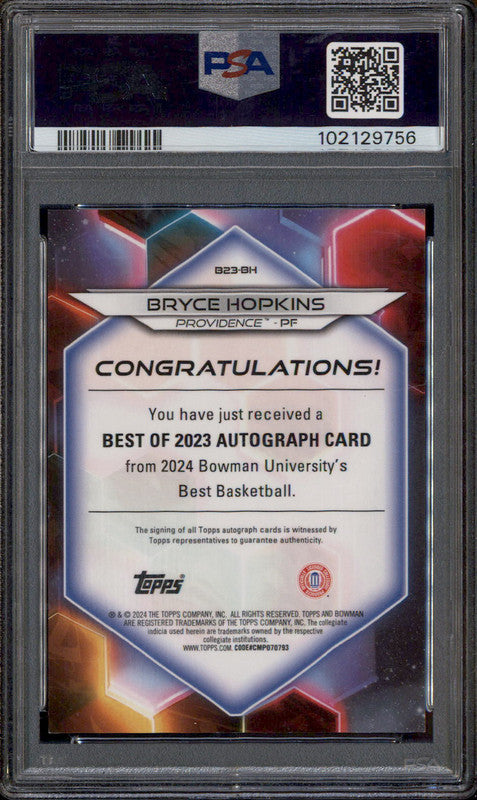 PSA
102129756
B23-BH
BRYCE HOPKINS
PROVIDENCE™ - PF
CONGRATULATIONS!
You have just received a
BEST OF 2023 AUTOGRAPH CARD
from 2024 Bowman University's
Best Basketball.
The signing of all Topps autograph cards is witnessed by
Topps representatives to guarantee authenticity.
Topps®
® & © 2024 THE TOPPS COMPANY, INC. ALL RIGHTS RESERVED. TOPPS AND BOWMAN
ARE REGISTERED TRADEMARKS OF THE TOPPS COMPANY, INC. The collegiate
indicia used herein are trademarks owned by the respective
collegiate institutions.
WWW.TOPPS.COM CODE#CMP070793
PSA